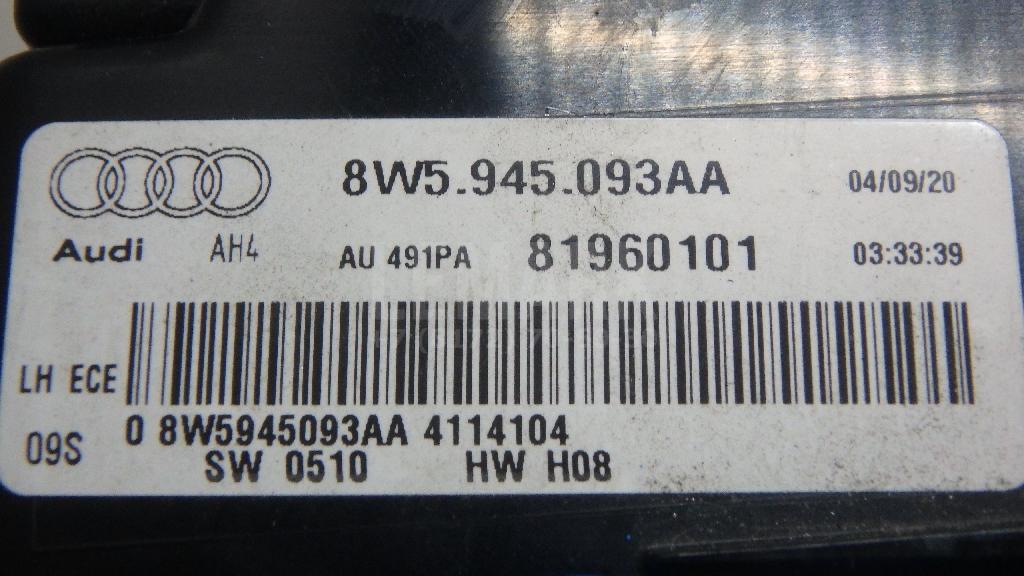 8W5.945.093AA 04/09/20
Audi AH4 AU 491PA 81960101 03:33:39
LH ECE
0 8W5945093AA 4114104
09S SW 0510 HW H08